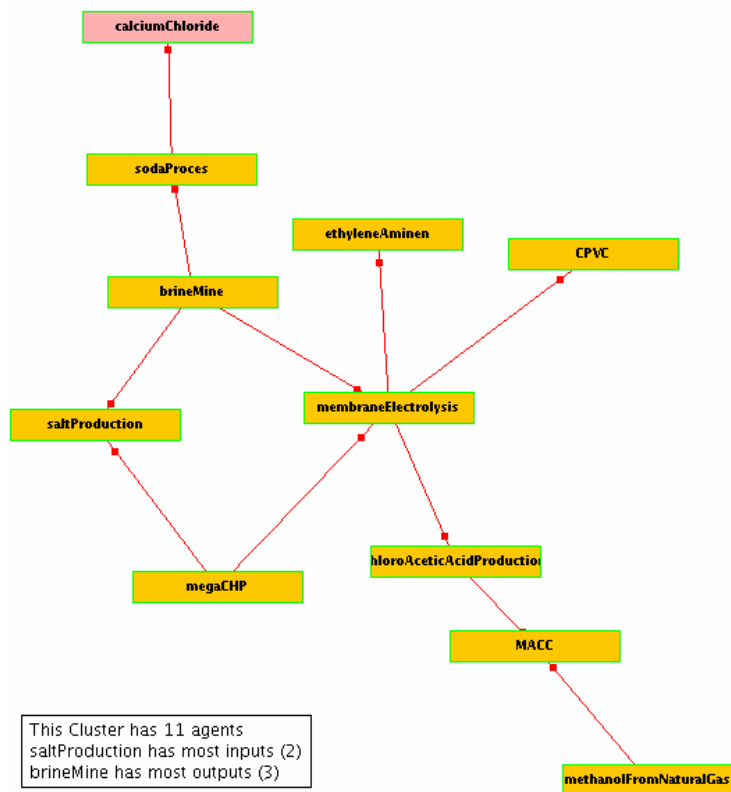 calciumChloride
sodaProces
ethyleneAminen
CPVC
brineMine
membraneElectrolysis
saltProduction
hloroAceticAcidProduction
megaCHP
MACC
This Cluster has 11 agents
saltProduction has most inputs (2)
brineMine has most outputs (3)
methanolFromNaturalGas